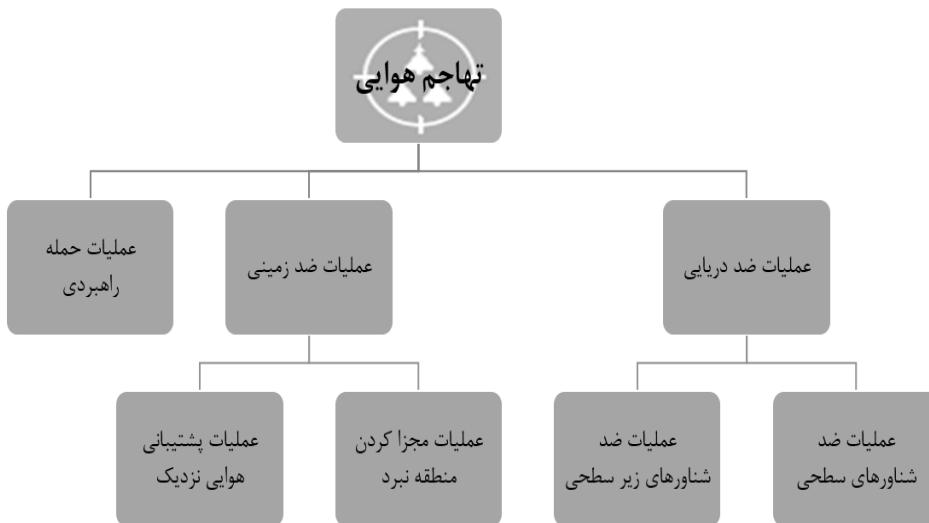 تهاجم هوایی
عملیات ضد دریایی
عملیات ضد زمینی
عملیات حمله
راهبردی
عملیات ضد
شناورهای سطحی
عملیات ضد
شناورهای زیر سطحی
عملیات مجزا کردن
منطقه نبرد
عملیات پشتیبانی
هوایی نزدیک